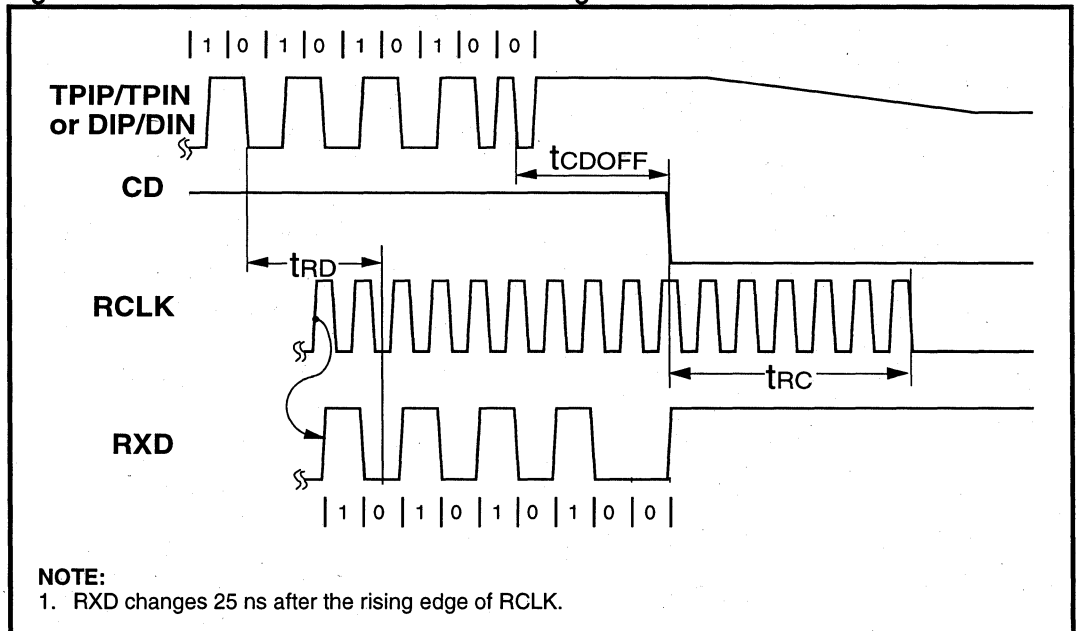 | 1 | 0 | 1 | 0 | 1 | 0 | 1 | 0 | 0 |
TPIP/TPIN
or DIP/DIN
tCDOFF
CD
tRD
RCLK
tRC
RXD
| 1 | 0 | 1 | 0 | 1 | 0 | 1 | 0 | 0 |
NOTE:
1. RXD changes 25 ns after the rising edge of RCLK.